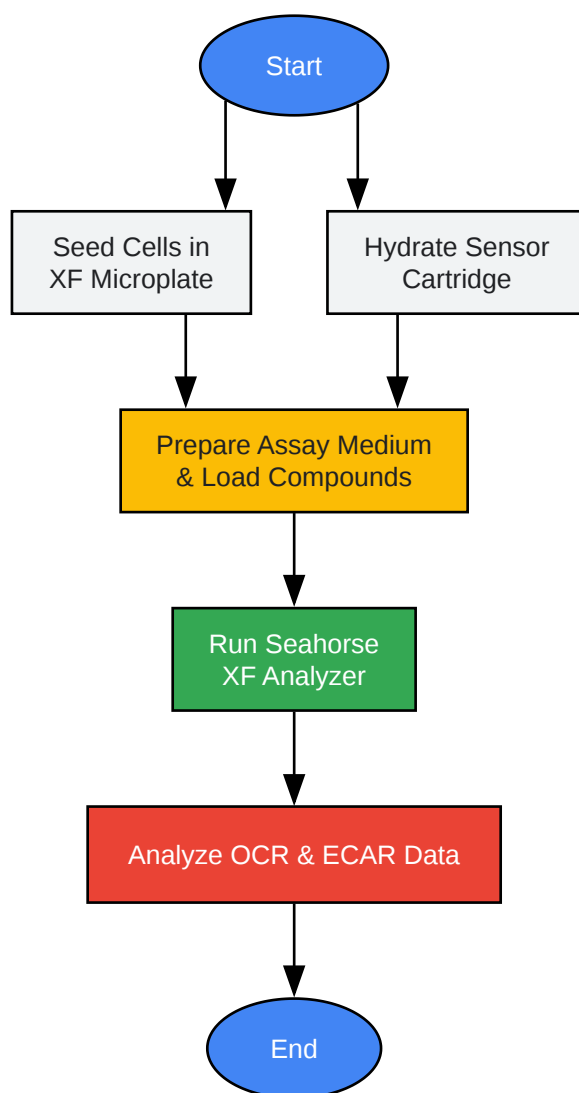 Start
Seed Cells in
XF Microplate
Hydrate Sensor
Cartridge
Prepare Assay Medium
& Load Compounds
Run Seahorse
XF Analyzer
Analyze OCR & ECAR Data
End